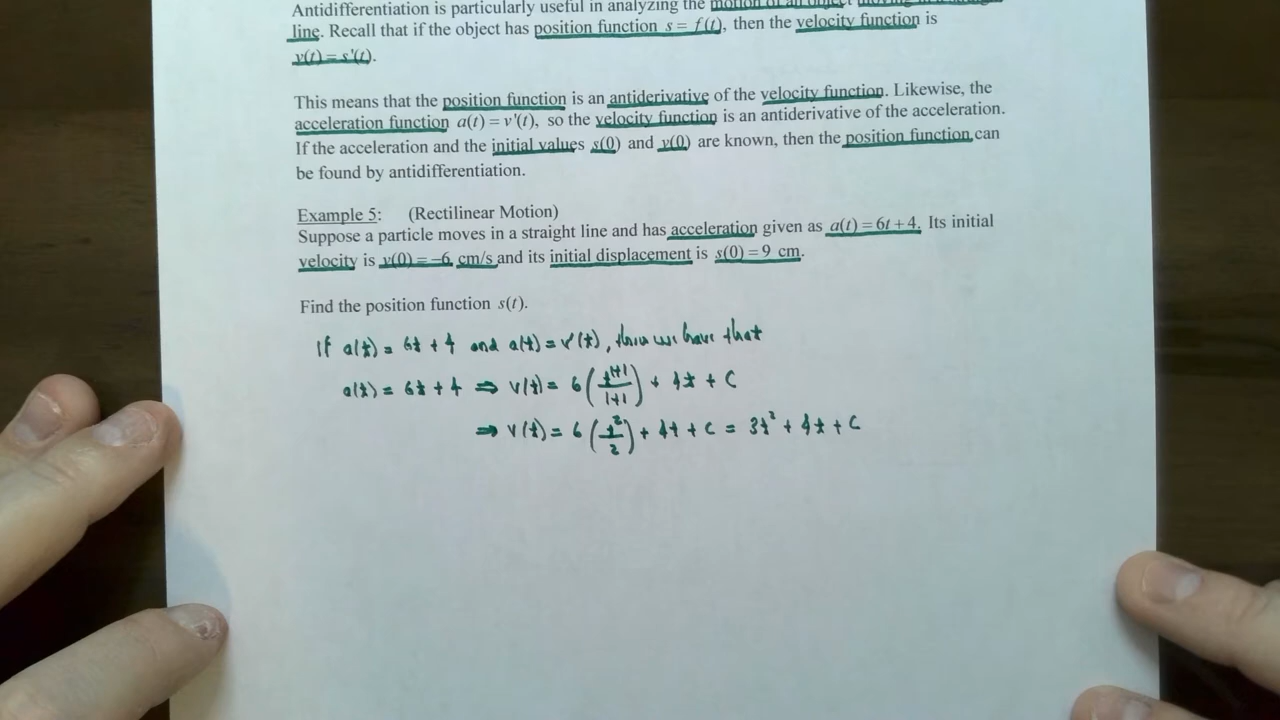 Antidifferentiation is particularly useful in analyzing the motion of an object moving
line. Recall that if the object has position function s = f(t), then the velocity function is
v(t) = s'(t).
This means that the position function is an antiderivative of the velocity function. Likewise, the
acceleration function a(t) = v'(t), so the velocity function is an antiderivative of the acceleration.
If the acceleration and the initial values s(0) and v(0) are known, then the position function can
be found by antidifferentiation.
Example 5: (Rectilinear Motion)
Suppose a particle moves in a straight line and has acceleration given as a(t) = 6t + 4. Its initial
velocity is v(0) = −6 cm/s and its initial displacement is s(0) = 9 cm.
Find the position function s(t).
If a(t) = 6t + 4 and a(t) = v'(t), then we have that
a(t) = 6t + 4 ⇒ v(t) = 6(t^(1+1)/(1+1)) + 4t + C
⇒ v(t) = 6(t²/2) + 4t + C = 3t² + 4t + C